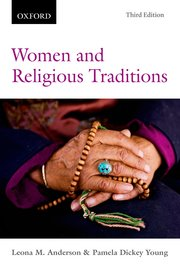 OXFORD
Third Edition
Women and
Religious Traditions
Leona M. Anderson & Pamela Dickey Young